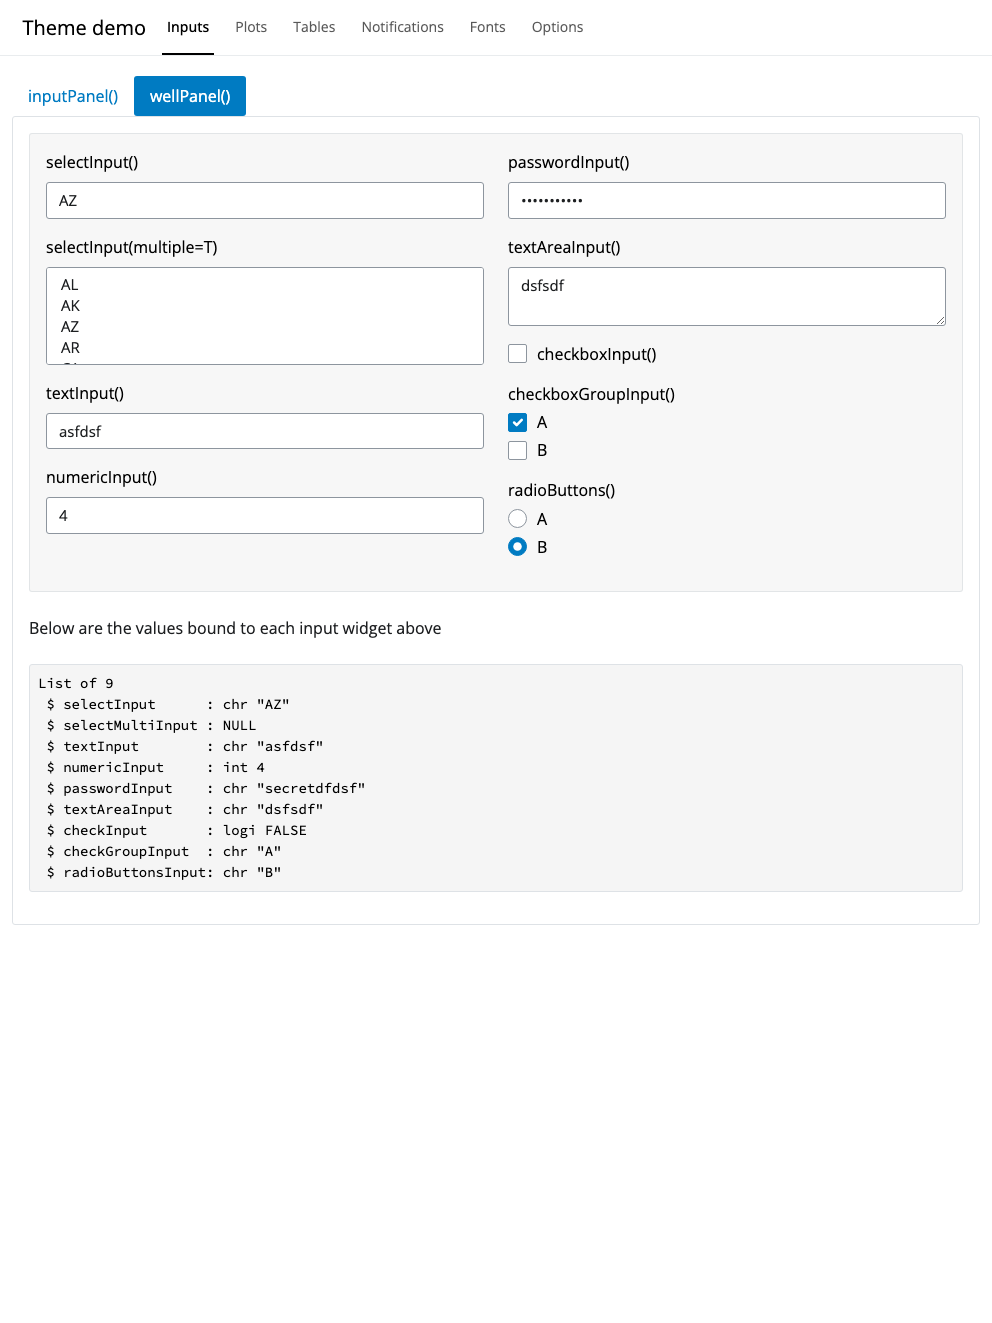 Theme demo Inputs Plots Tables Notifications Fonts Options
inputPanel() wellPanel()
selectInput()
AZ
selectInput(multiple=T)
AL
AK
AZ
AR
textInput()
asfdsf
numericInput()
4
passwordInput()
•••••••••••
textAreaInput()
dsfsdf
checkboxInput()
checkboxGroupInput()
A
B
radioButtons()
A
B
Below are the values bound to each input widget above
List of 9
 $ selectInput      : chr "AZ"
 $ selectMultiInput : NULL
 $ textInput        : chr "asfdsf"
 $ numericInput     : int 4
 $ passwordInput    : chr "secretdfdsf"
 $ textAreaInput    : chr "dsfsdf"
 $ checkInput       : logi FALSE
 $ checkGroupInput  : chr "A"
 $ radioButtonsInput: chr "B"